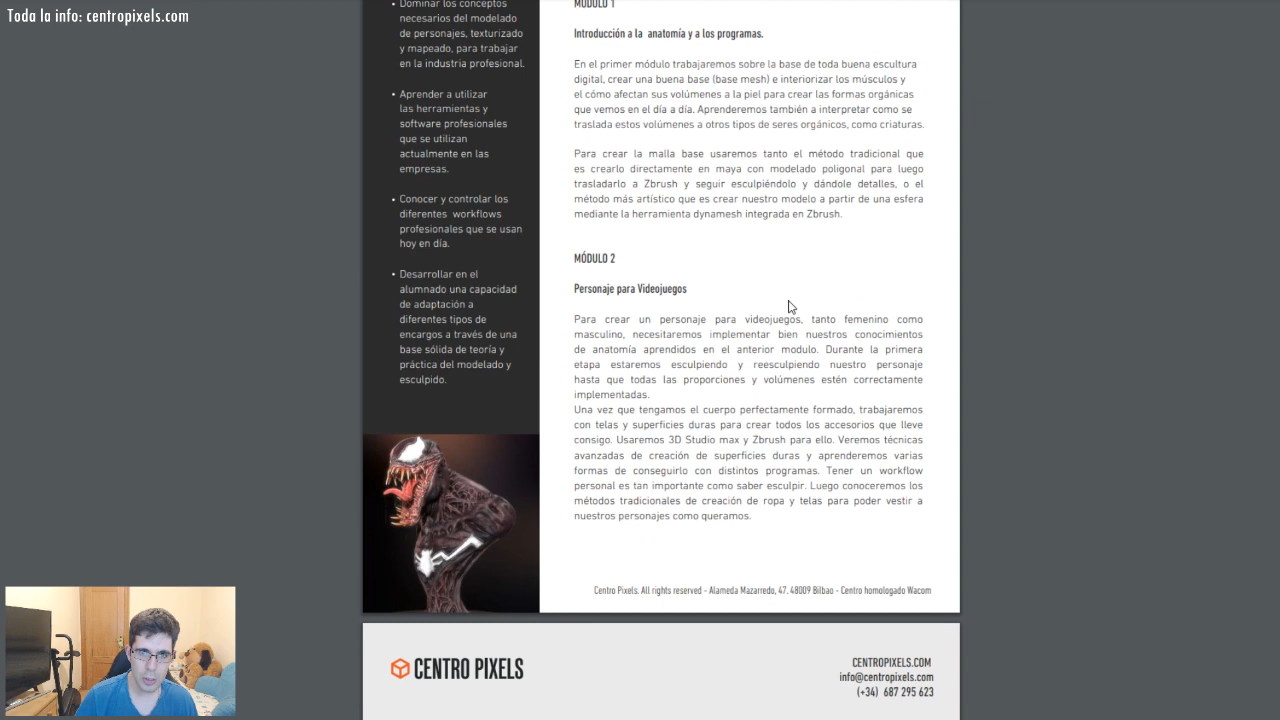 Toda la info: centropixels.com
• Dominar los conceptos
necesarios del modelado
de personajes, texturizado
y mapeado, para trabajar
en la industria profesional.
• Aprender a utilizar
las herramientas y
software profesionales
que se utilizan
actualmente en las
empresas.
• Conocer y controlar los
diferentes workflows
profesionales que se usan
hoy en día.
• Desarrollar en el
alumnado una capacidad
de adaptación a
diferentes tipos de
encargos a través de una
base sólida de teoría y
práctica del modelado y
esculpido.
MÓDULO 1
Introducción a la anatomía y a los programas.
En el primer módulo trabajaremos sobre la base de toda buena escultura
digital, crear una buena base (base mesh) e interiorizar los músculos y
el cómo afectan sus volúmenes a la piel para crear las formas orgánicas
que vemos en el día a día. Aprenderemos también a interpretar como se
traslada estos volúmenes a otros tipos de seres orgánicos, como criaturas.
Para crear la malla base usaremos tanto el método tradicional que
es crearlo directamente en maya con modelado poligonal para luego
trasladarlo a Zbrush y seguir esculpiéndolo y dándole detalles, o el
método más artístico que es crear nuestro modelo a partir de una esfera
mediante la herramienta dynamesh integrada en Zbrush.
MÓDULO 2
Personaje para Videojuegos
Para crear un personaje para videojuegos, tanto femenino como
masculino, necesitaremos implementar bien nuestros conocimientos
de anatomía aprendidos en el anterior modulo. Durante la primera
etapa estaremos esculpiendo y reesculpiendo nuestro personaje
hasta que todas las proporciones y volúmenes estén correctamente
implementadas.
Una vez que tengamos el cuerpo perfectamente formado, trabajaremos
con telas y superficies duras para crear todos los accesorios que lleve
consigo. Usaremos 3D Studio max y Zbrush para ello. Veremos técnicas
avanzadas de creación de superficies duras y aprenderemos varias
formas de conseguirlo con distintos programas. Tener un workflow
personal es tan importante como saber esculpir. Luego conoceremos los
métodos tradicionales de creación de ropa y telas para poder vestir a
nuestros personajes como queramos.
Centro Pixels. All rights reserved - Alameda Mazarredo, 47. 48009 Bilbao - Centro homologado Wacom
CENTRO PIXELS
CENTROPIXELS.COM
info@centropixels.com
(+34) 687 295 623